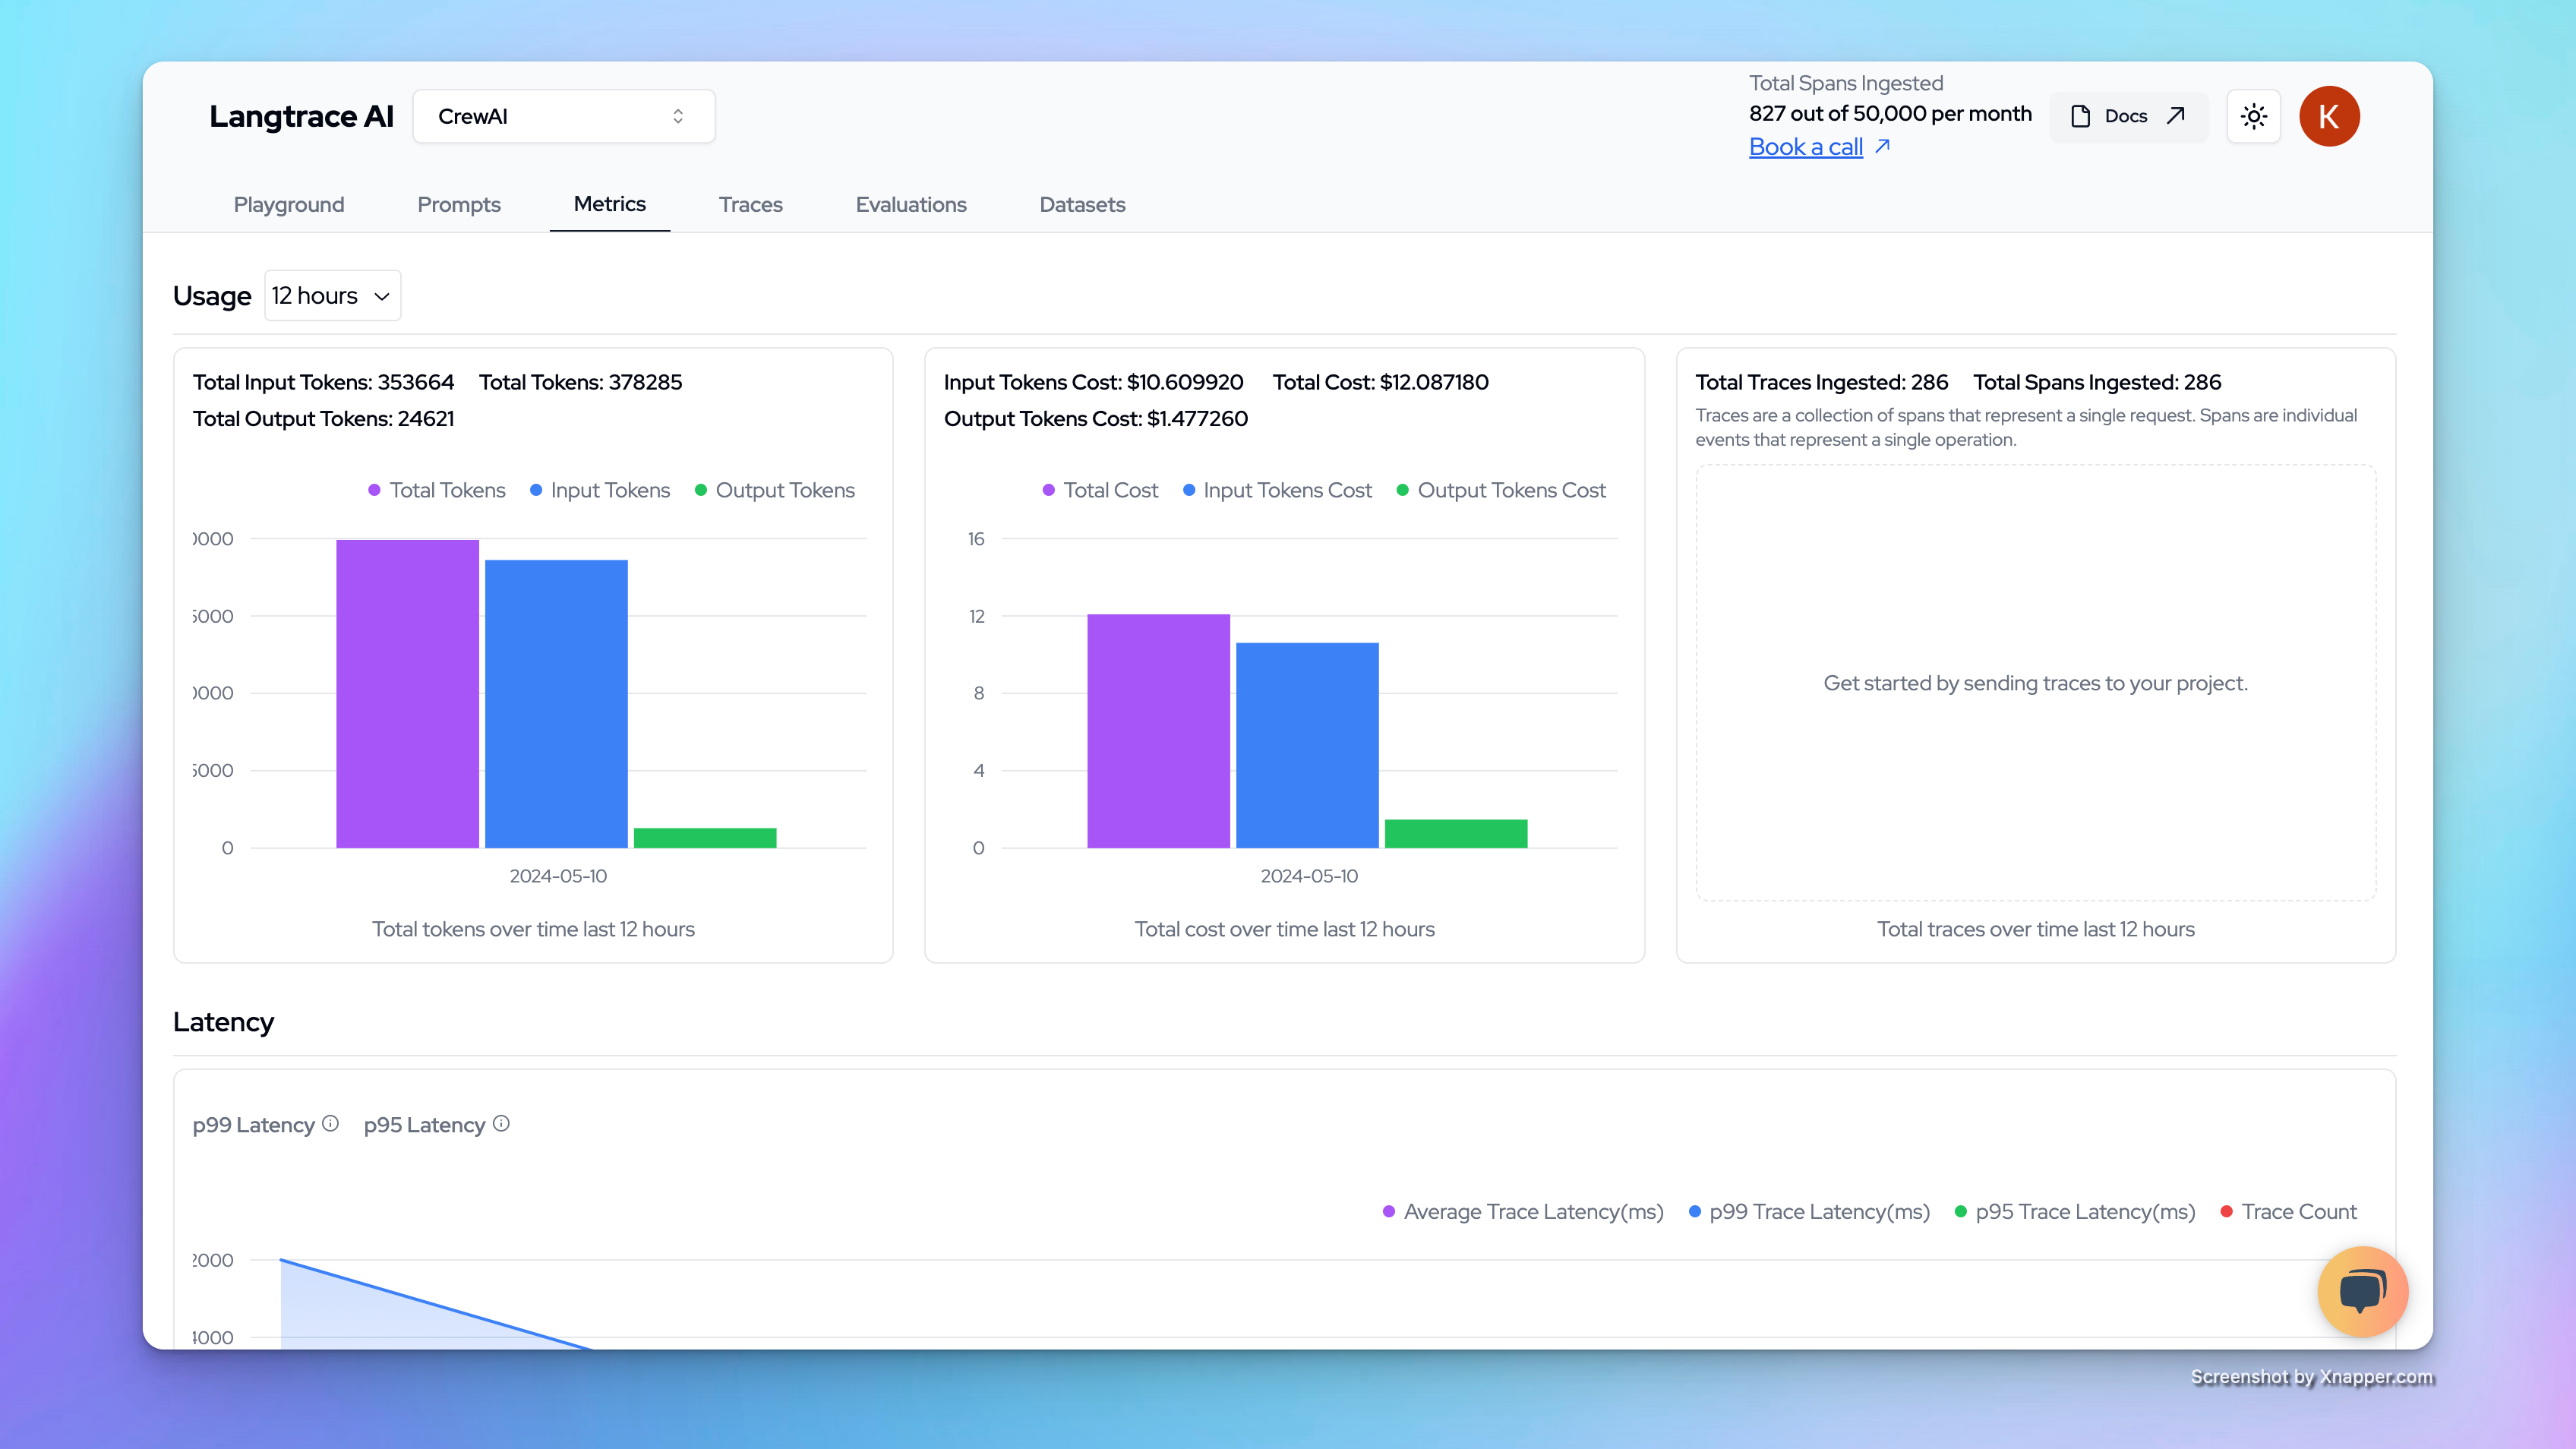 Langtrace AI
CrewAI
Total Spans Ingested
827 out of 50,000 per month
Book a call
Docs
K
Playground
Prompts
Metrics
Traces
Evaluations
Datasets
Usage
12 hours
Total Input Tokens: 353664 Total Tokens: 378285
Total Output Tokens: 24621
Total Tokens Input Tokens Output Tokens
0
2024-05-10
Total tokens over time last 12 hours
Input Tokens Cost: $10.609920 Total Cost: $12.087180
Output Tokens Cost: $1.477260
Total Cost Input Tokens Cost Output Tokens Cost
16
12
8
4
0
2024-05-10
Total cost over time last 12 hours
Total Traces Ingested: 286 Total Spans Ingested: 286
Traces are a collection of spans that represent a single request. Spans are individual
events that represent a single operation.
Get started by sending traces to your project.
Total traces over time last 12 hours
Latency
p99 Latency p95 Latency
Average Trace Latency(ms) p99 Trace Latency(ms) p95 Trace Latency(ms) Trace Count
Screenshot by Xnapper.com